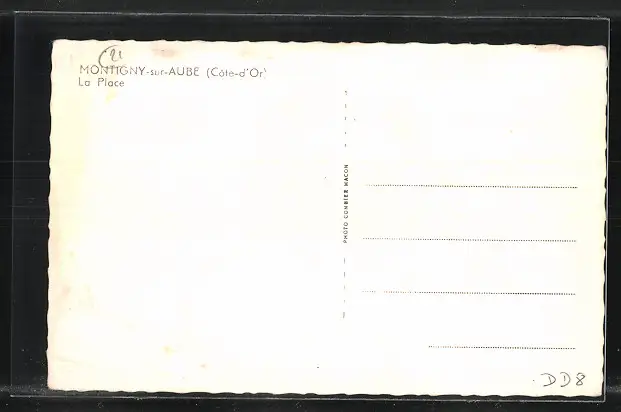 21
MONTIGNY-sur-AUBE (Côte-d'Or)
La Place
PHOTO COMBIER MACON
DD8